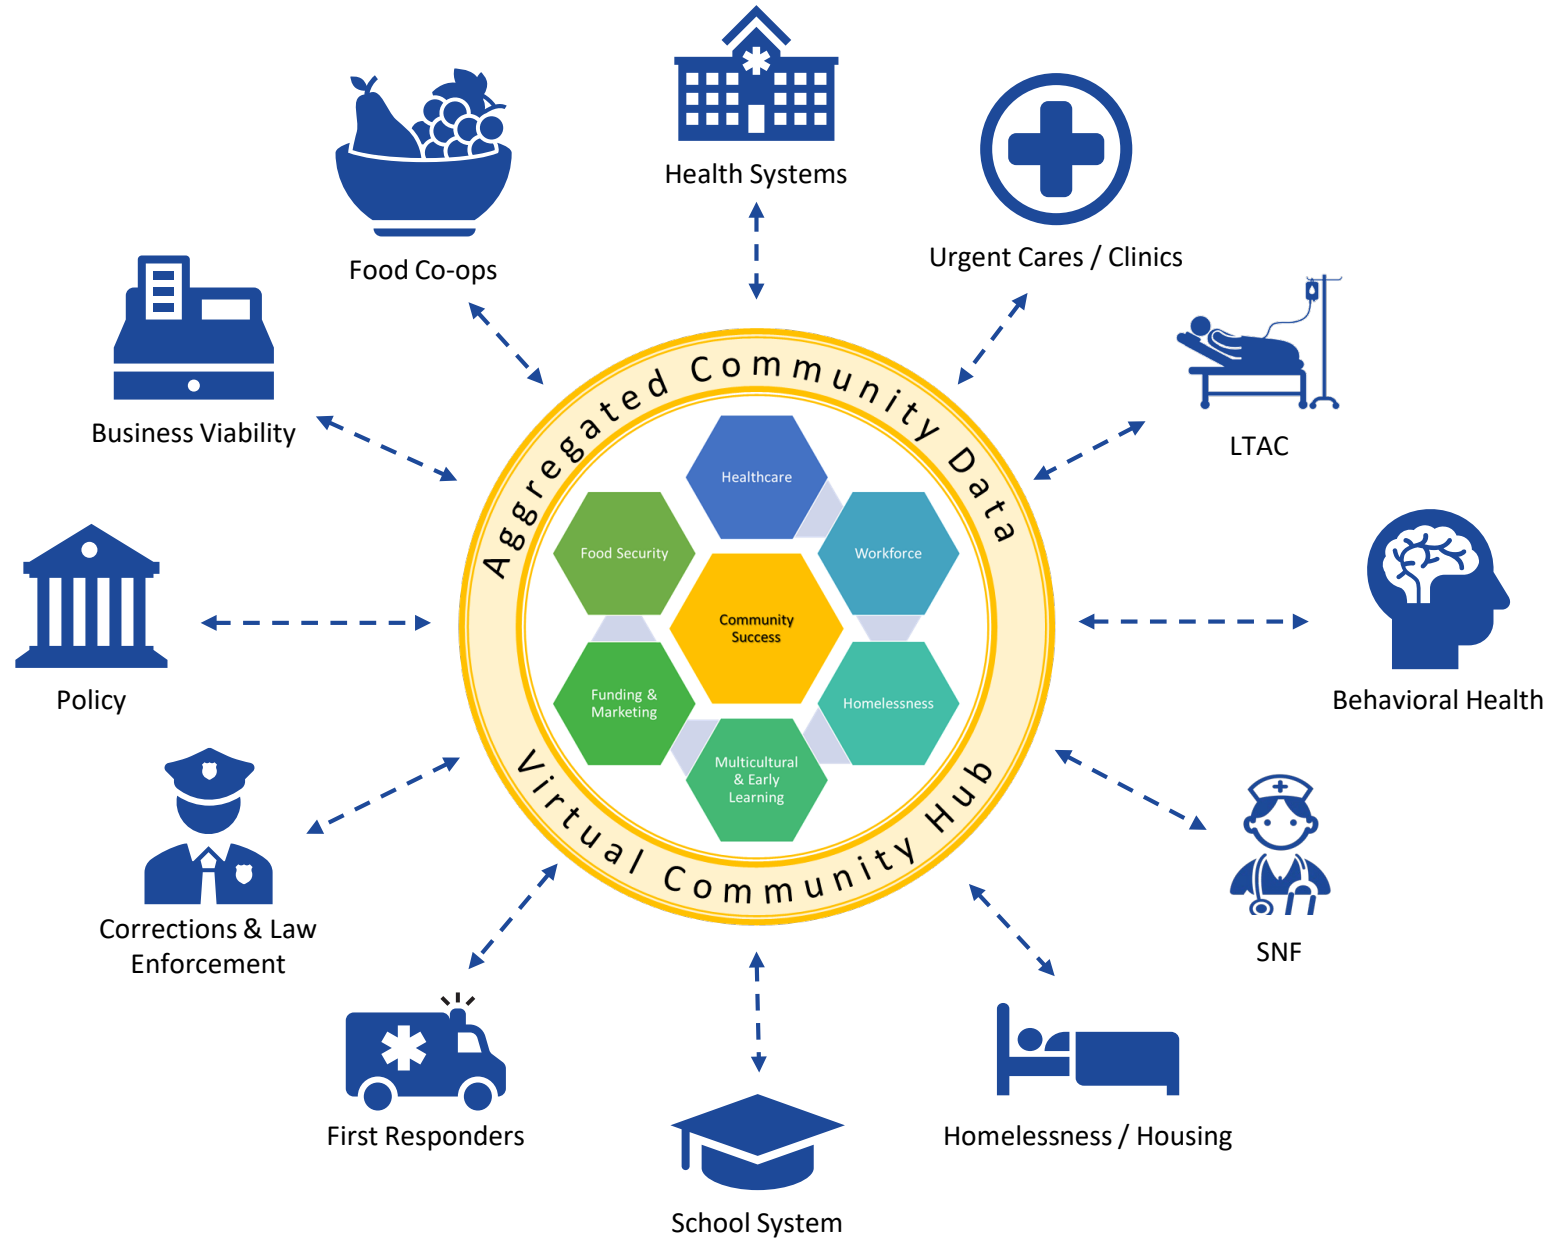 Health Systems
Urgent Cares / Clinics
Food Co-ops
LTAC
Business Viability
Aggregated Community Data
Healthcare
Food Security
Workforce
Community
Success
Funding &
Marketing
Homelessness
Multicultural
& Early
Learning
Virtual Community Hub
Policy
Behavioral Health
Corrections & Law
Enforcement
SNF
First Responders
Homelessness / Housing
School System